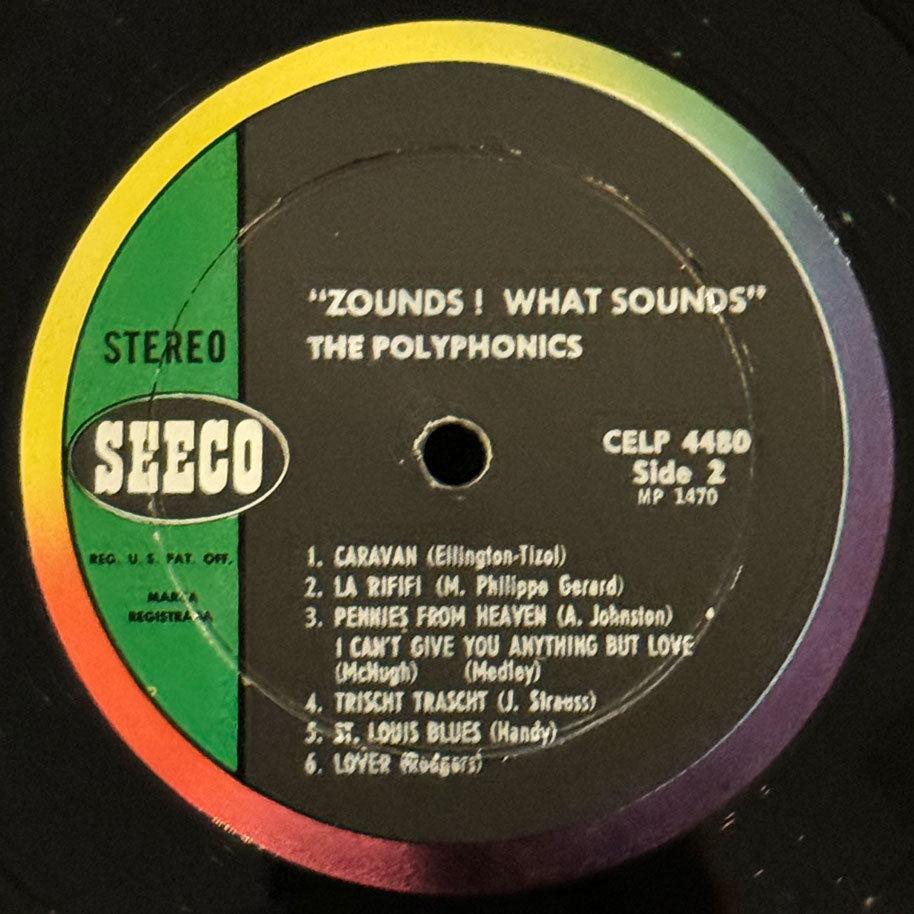 "ZOUNDS! WHAT SOUNDS"
THE POLYPHONICS
STEREO
SEECO
CELP 4480
Side 2
MP 1470
REG. U. S. PAT. OFF.
MARCA
REGISTRADA
1. CARAVAN (Ellington-Tizol)
2. LA RIFIFI (M. Philippe Gerard)
3. PENNIES FROM HEAVEN (A. Johnston)
I CAN'T GIVE YOU ANYTHING BUT LOVE
(McHugh) (Medley)
4. TRISCHT TRASCHT (J. Strauss)
5. ST. LOUIS BLUES (Handy)
6. LOVER (Rodgers)